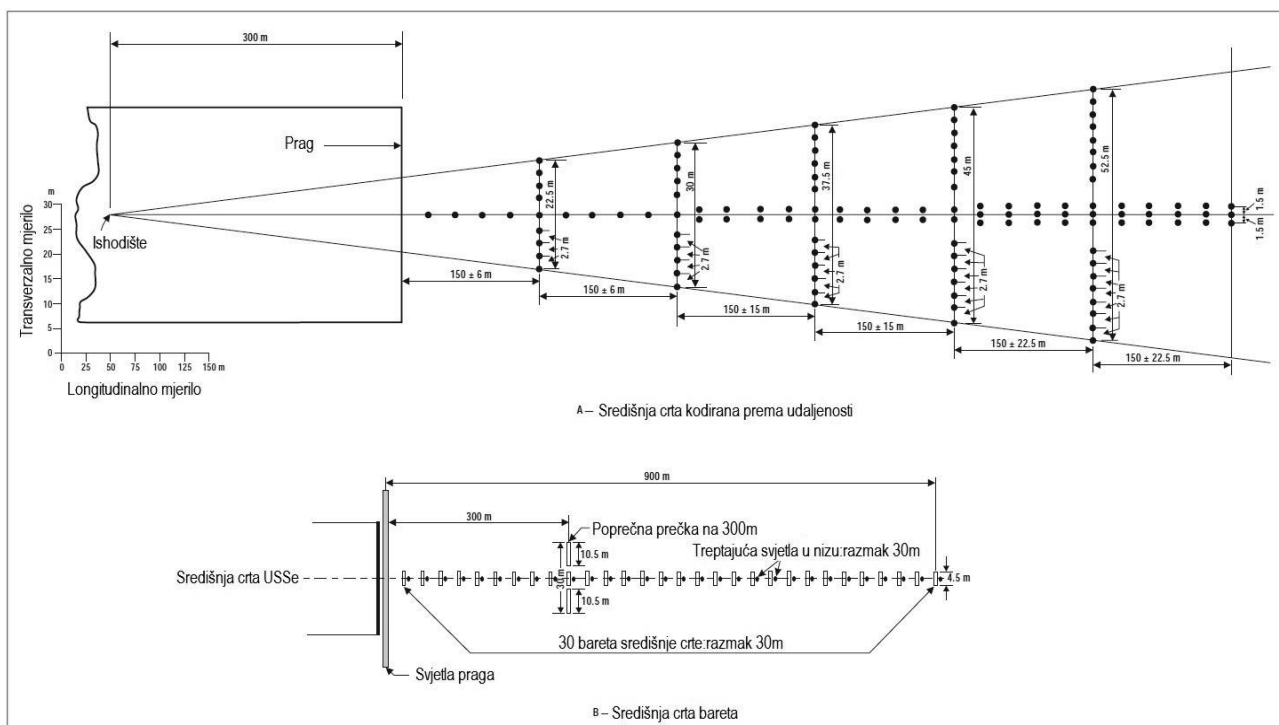 300 m
Prag
Ishodište
m
30
25
20
15
10
5
0
Transverzalno mjerilo
0 25 50 75 100 125 150 m
Longitudinalno mjerilo
22.5 m
30 m
37.5 m
45 m
52.5 m
1.5 m
1.5 m
2.7 m
2.7 m
2.7 m
2.7 m
2.7 m
150 ± 6 m
150 ± 6 m
150 ± 15 m
150 ± 15 m
150 ± 22.5 m
150 ± 22.5 m
A – Središnja crta kodirana prema udaljenosti
900 m
300 m
Poprečna prečka na 300m
10.5 m
Treptajuća svjetla u nizu:razmak 30m
Središnja crta USSe
30 m
4.5 m
10.5 m
30 bareta središnje crte:razmak 30m
Svjetla praga
B – Središnja crta bareta